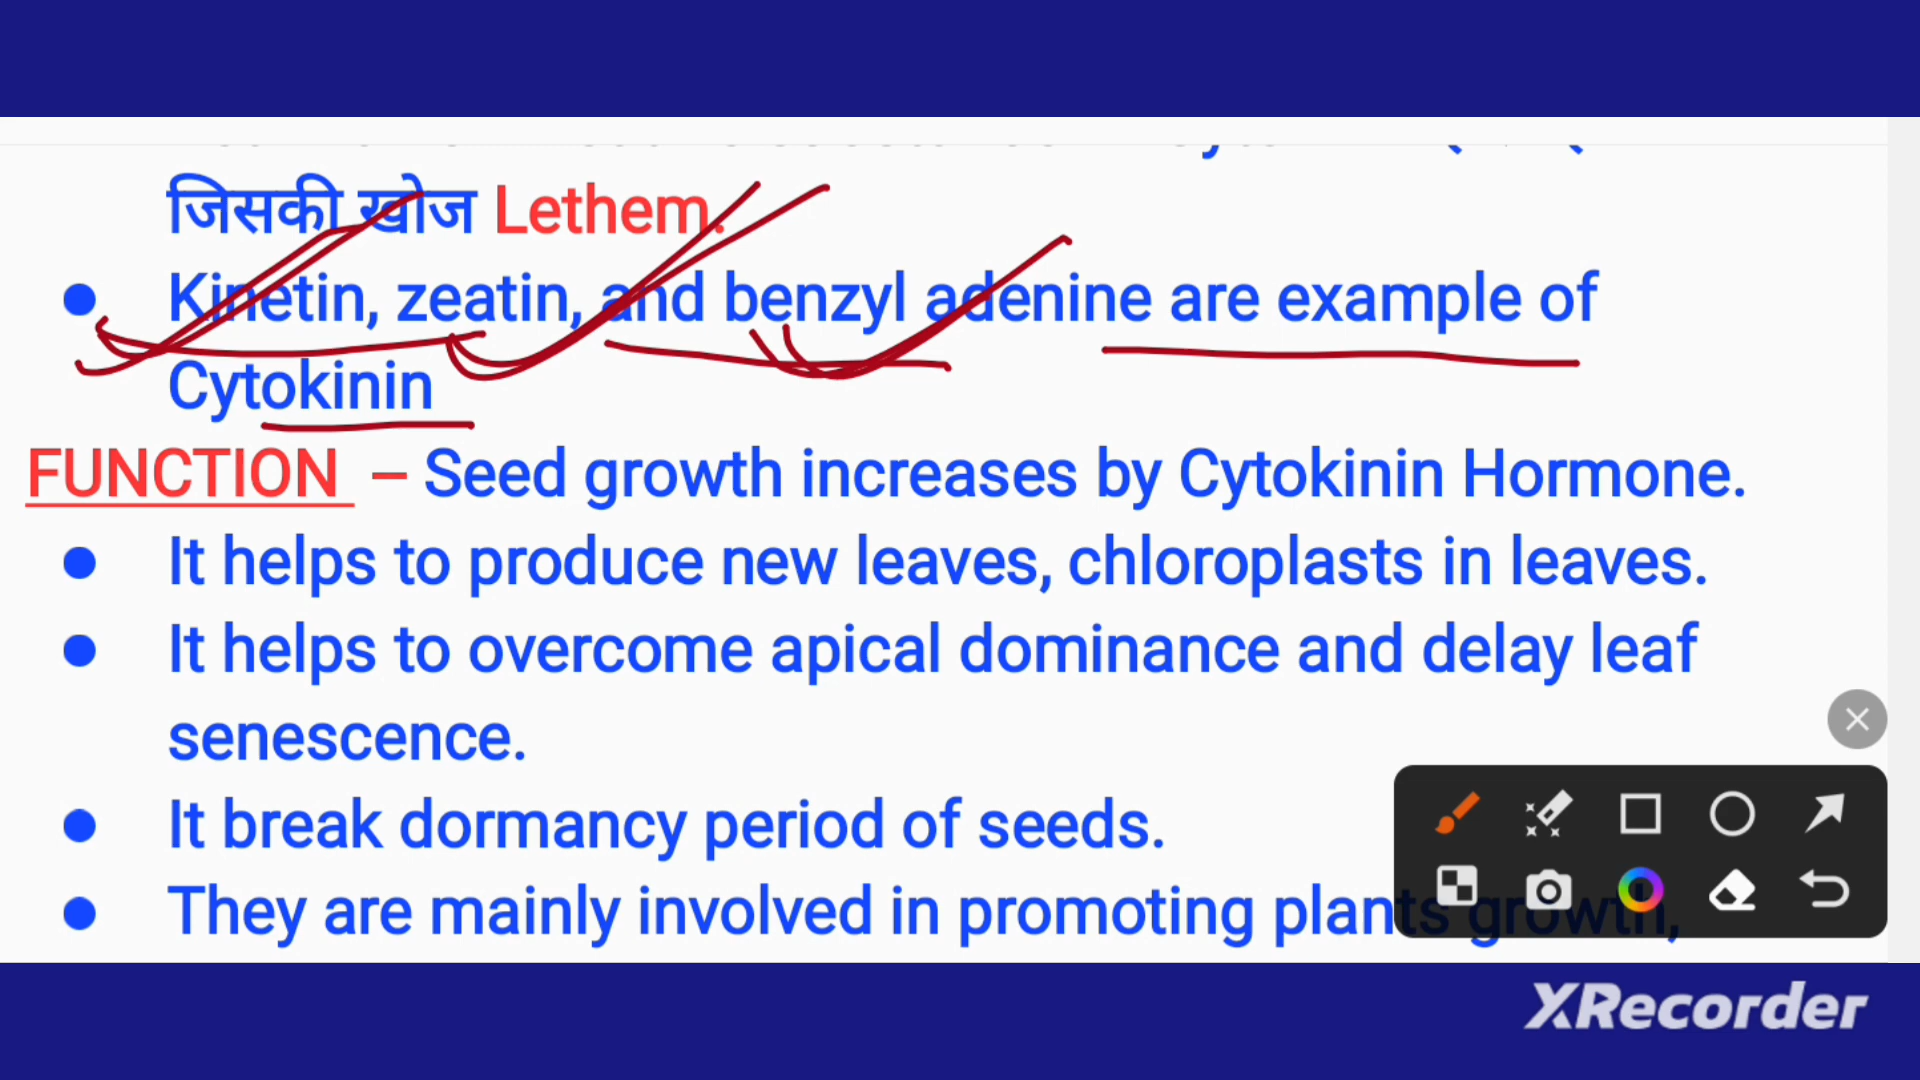 जिसकी खोज Lethem.
● Kinetin, zeatin, and benzyl adenine are example of
Cytokinin
FUNCTION – Seed growth increases by Cytokinin Hormone.
● It helps to produce new leaves, chloroplasts in leaves.
● It helps to overcome apical dominance and delay leaf
senescence.
● It break dormancy period of seeds.
● They are mainly involved in promoting plants growth,
XRecorder